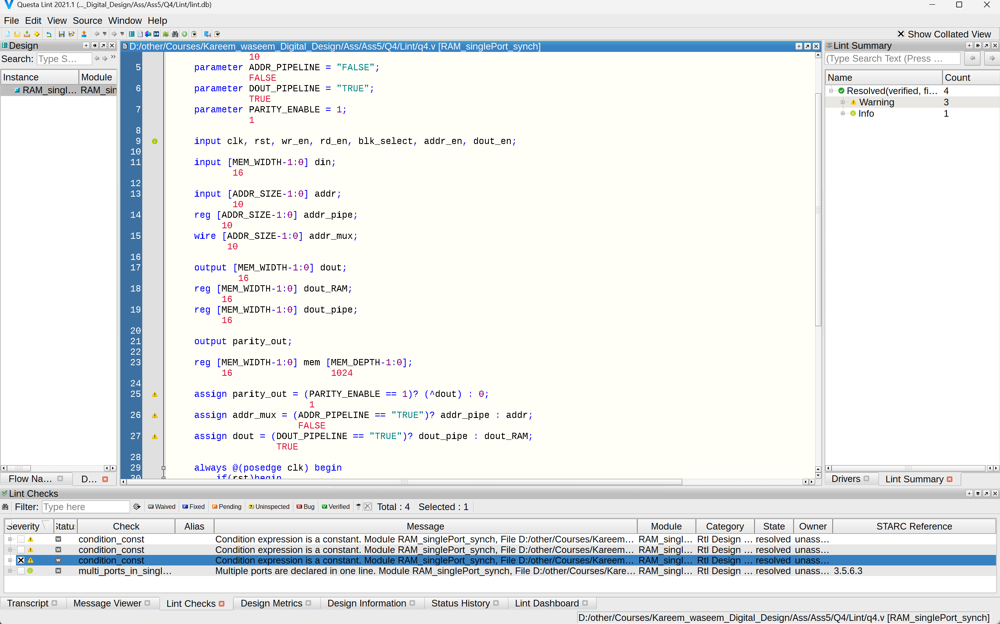 Questa Lint 2021.1 (..._Digital_Design/Ass/Ass5/Q4/Lint/lint.db)
File Edit View Source Window Help
Show Collated View
Design
Search: Type S...
Instance Module
RAM_singl... RAM_sin
Flow Na... D...
D:/other/Courses/Kareem_waseem_Digital_Design/Ass/Ass5/Q4/Lint/q4.v [RAM_singlePort_synch]
10
5 parameter ADDR_PIPELINE = "FALSE";
FALSE
6 parameter DOUT_PIPELINE = "TRUE";
TRUE
7 parameter PARITY_ENABLE = 1;
1
8
9 input clk, rst, wr_en, rd_en, blk_select, addr_en, dout_en;
10
11 input [MEM_WIDTH-1:0] din;
16
12
13 input [ADDR_SIZE-1:0] addr;
10
14 reg [ADDR_SIZE-1:0] addr_pipe;
10
15 wire [ADDR_SIZE-1:0] addr_mux;
10
16
17 output [MEM_WIDTH-1:0] dout;
16
18 reg [MEM_WIDTH-1:0] dout_RAM;
16
19 reg [MEM_WIDTH-1:0] dout_pipe;
16
20
21 output parity_out;
22
23 reg [MEM_WIDTH-1:0] mem [MEM_DEPTH-1:0];
16 1024
24
25 assign parity_out = (PARITY_ENABLE == 1)? (^dout) : 0;
1
26 assign addr_mux = (ADDR_PIPELINE == "TRUE")? addr_pipe : addr;
FALSE
27 assign dout = (DOUT_PIPELINE == "TRUE")? dout_pipe : dout_RAM;
TRUE
28
29 always @(posedge clk) begin
30 if(rst)begin
Lint Summary
(Type Search Text (Press ...
Name Count
Resolved(verified, fi... 4
Warning 3
Info 1
Drivers Lint Summary
Lint Checks
Filter: Type here Waived Fixed Pending Uninspected Bug Verified Total : 4 Selected : 1
Severity Statu: Check Alias Message Module Category State Owner STARC Reference
condition_const Condition expression is a constant. Module RAM_singlePort_synch, File D:/other/Courses/Kareem... RAM_singl... Rtl Design ... resolved unass...
condition_const Condition expression is a constant. Module RAM_singlePort_synch, File D:/other/Courses/Kareem... RAM_singl... Rtl Design ... resolved unass...
condition_const Condition expression is a constant. Module RAM_singlePort_synch, File D:/other/Courses/Kareem... RAM_singl... Rtl Design ... resolved unass...
multi_ports_in_singl... Multiple ports are declared in one line. Module RAM_singlePort_synch, File D:/other/Courses/Kare... RAM_singl... Rtl Design ... resolved unass... 3.5.6.3
Transcript Message Viewer Lint Checks Design Metrics Design Information Status History Lint Dashboard
D:/other/Courses/Kareem_waseem_Digital_Design/Ass/Ass5/Q4/Lint/q4.v [RAM_singlePort_synch]